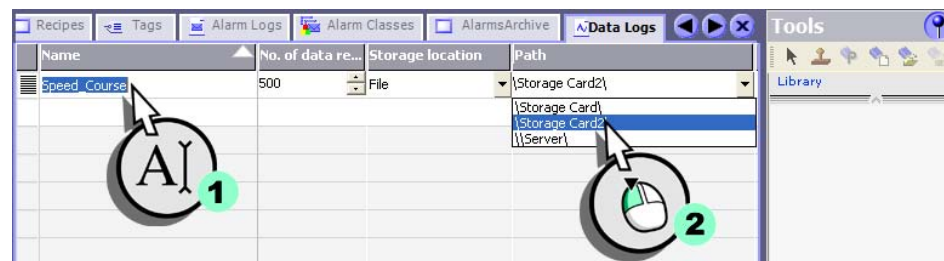 Recipes Tags Alarm Logs Alarm Classes AlarmsArchive Data Logs Tools
Name No. of data re... Storage location Path
Speed_Course 500 File \Storage Card2\ Library
\Storage Card\
\Storage Card2\
\\Server\
A 1
2